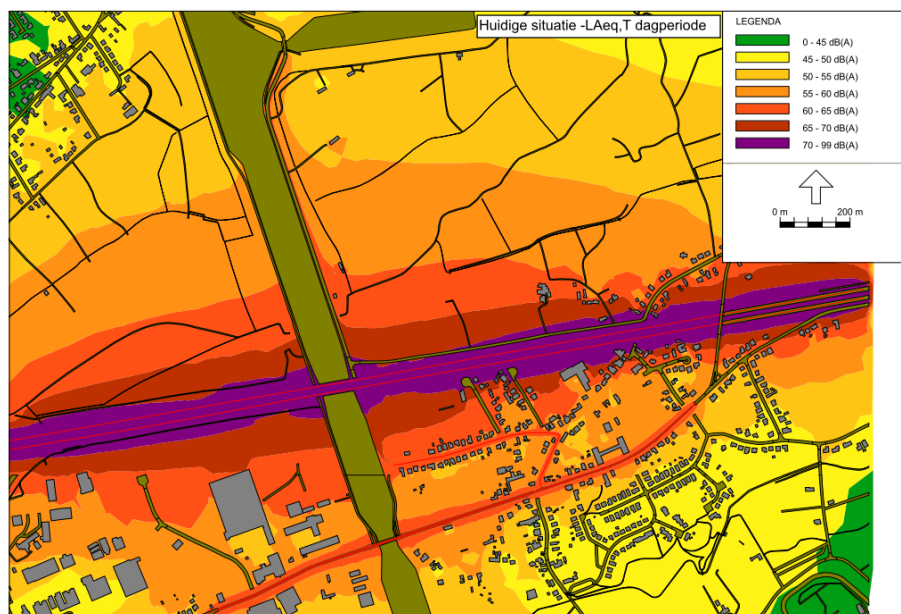 Huidige situatie -LAeq,T dagperiode
LEGENDA
0 - 45 dB(A)
45 - 50 dB(A)
50 - 55 dB(A)
55 - 60 dB(A)
60 - 65 dB(A)
65 - 70 dB(A)
70 - 99 dB(A)
0 m 200 m